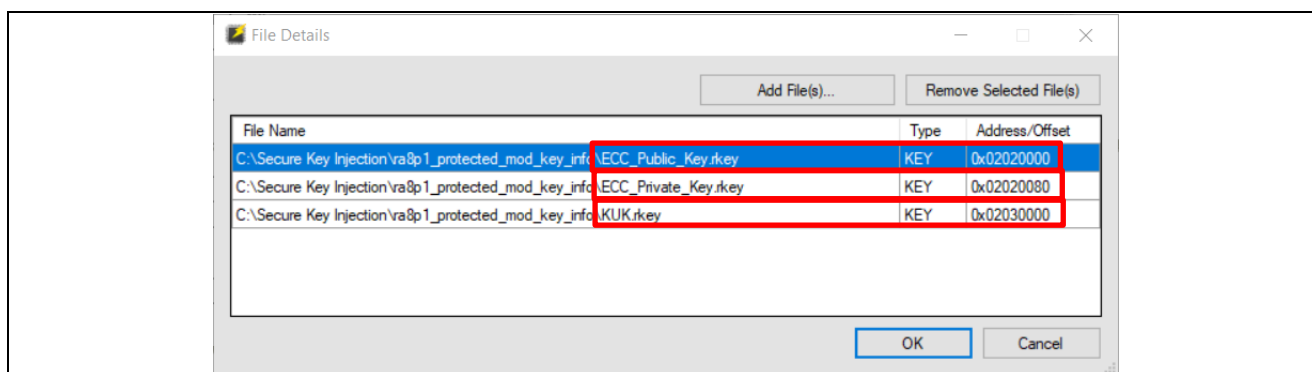 File Details
Add File(s)... Remove Selected File(s)
File Name Type Address/Offset
C:\Secure Key Injection\ra8p1_protected_mod_key_info\ECC_Public_Key.rkey KEY 0x02020000
C:\Secure Key Injection\ra8p1_protected_mod_key_info\ECC_Private_Key.rkey KEY 0x02020080
C:\Secure Key Injection\ra8p1_protected_mod_key_info\KUK.rkey KEY 0x02030000
OK Cancel